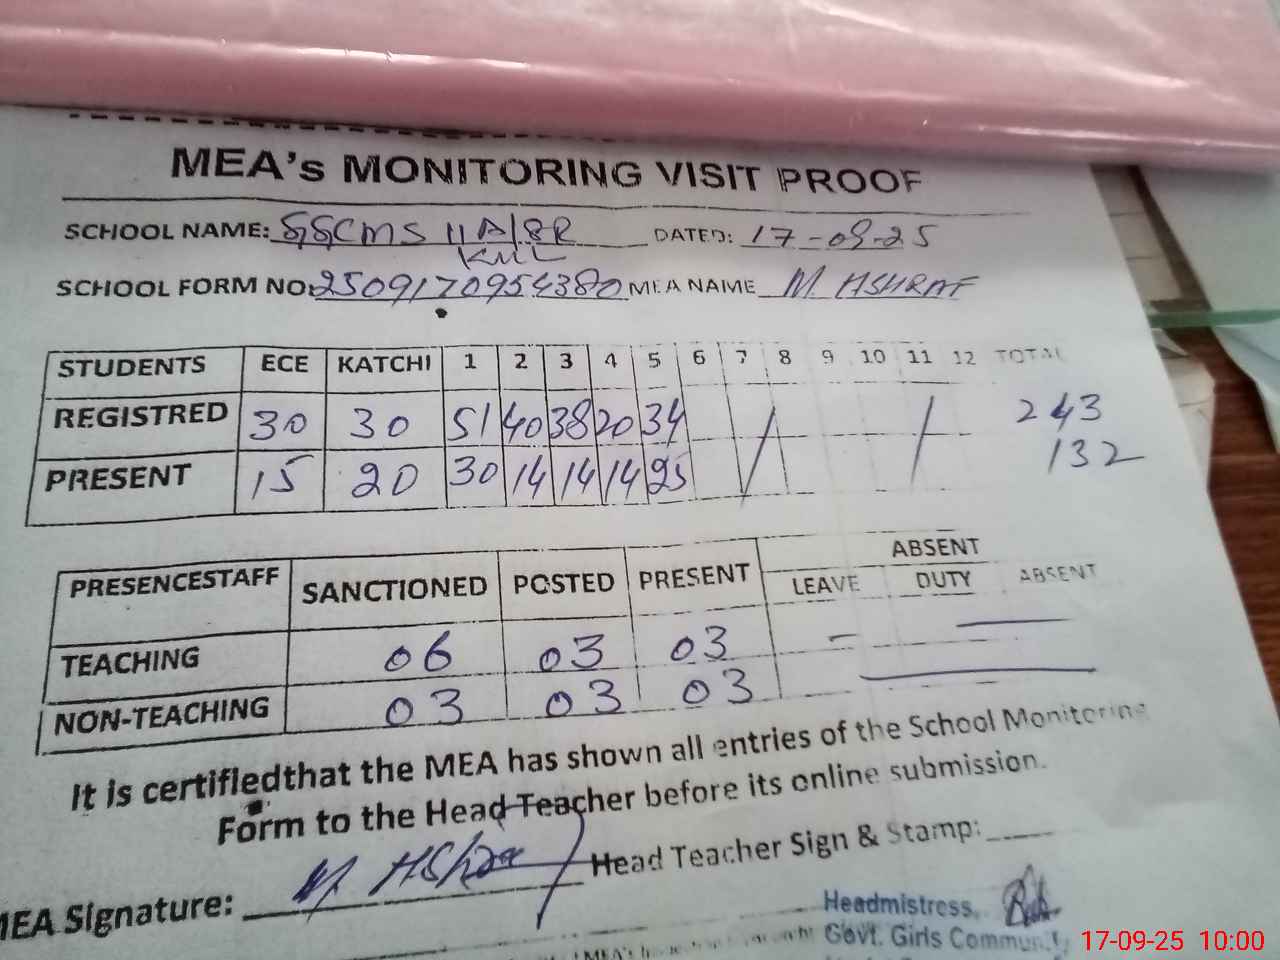 MEA's MONITORING VISIT PROOF
SCHOOL NAME: GGCMS 11A/8R DATED: 17-09-25
KWL
SCHOOL FORM NO: 2509170954380 MEA NAME M. ASHRAF
STUDENTS ECE KATCHI 1 2 3 4 5 6 7 8 9 10 11 12 TOTAL
REGISTRED 30 30 51 40 38 20 34 243
PRESENT 15 20 30 14 14 14 25 132
ABSENT
PRESENCESTAFF SANCTIONED POSTED PRESENT LEAVE DUTY ABSENT
TEACHING 06 03 03 – —
NON-TEACHING 03 03 03 —
It is certifiedthat the MEA has shown all entries of the School Monitoring
Form to the Head Teacher before its online submission.
MEA Signature: Head Teacher Sign & Stamp:
Headmistress,
Govt. Girls Community
17-09-25 10:00